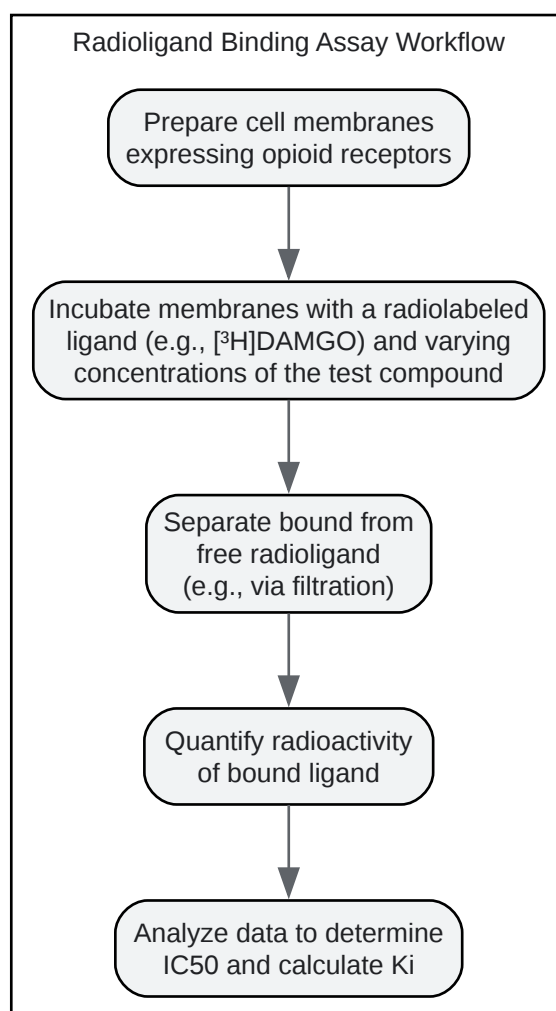 Radioligand Binding Assay Workflow
Prepare cell membranes
expressing opioid receptors
Incubate membranes with a radiolabeled
ligand (e.g., [³H]DAMGO) and varying
concentrations of the test compound
Separate bound from
free radioligand
(e.g., via filtration)
Quantify radioactivity
of bound ligand
Analyze data to determine
IC50 and calculate Ki